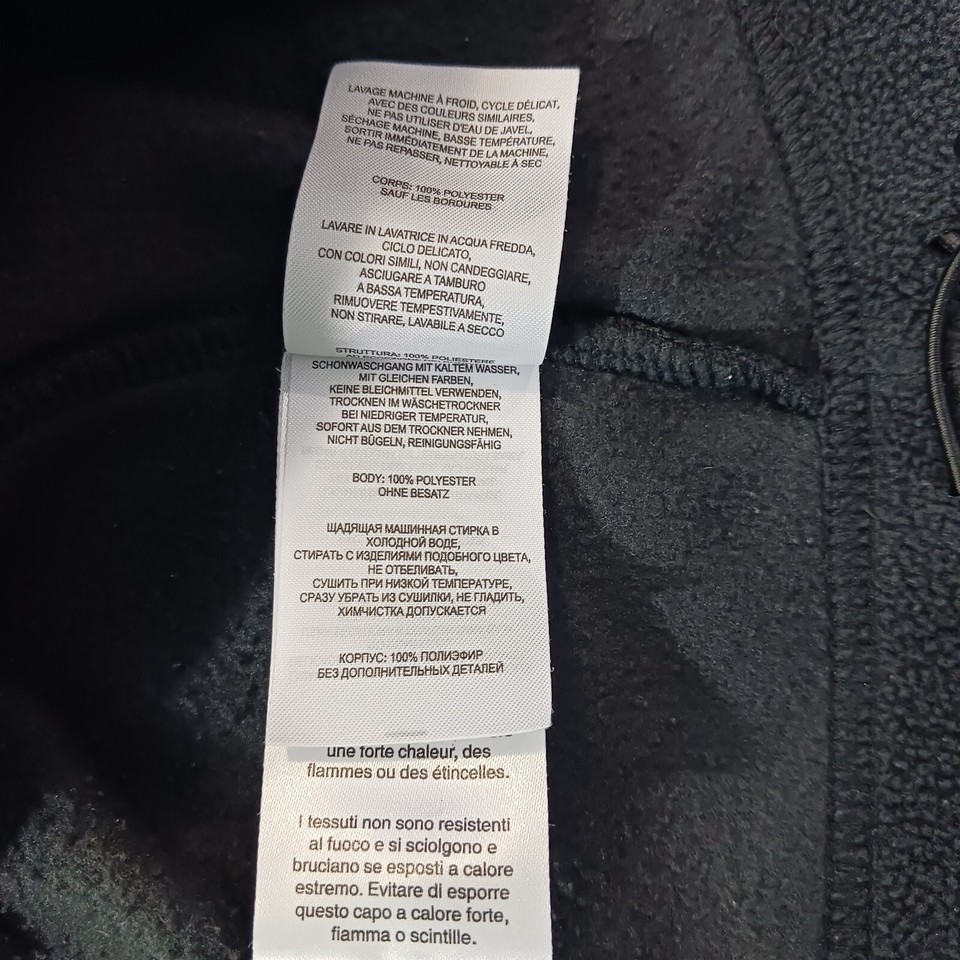 LAVAGE MACHINE À FROID, CYCLE DÉLICAT,
AVEC DES COULEURS SIMILAIRES,
NE PAS UTILISER D'EAU DE JAVEL,
SÉCHAGE MACHINE, BASSE TEMPÉRATURE,
SORTIR IMMÉDIATEMENT DE LA MACHINE,
NE PAS REPASSER, NETTOYABLE À SEC
CORPS: 100% POLYESTER
SAUF LES BORDURES
LAVARE IN LAVATRICE IN ACQUA FREDDA,
CICLO DELICATO,
CON COLORI SIMILI, NON CANDEGGIARE,
ASCIUGARE A TAMBURO
A BASSA TEMPERATURA,
RIMUOVERE TEMPESTIVAMENTE,
NON STIRARE, LAVABILE A SECCO
STRUTTURA: 100% POLIESTERE
SCHONWASCHGANG MIT KALTEM WASSER,
MIT GLEICHEN FARBEN,
KEINE BLEICHMITTEL VERWENDEN,
TROCKNEN IM WÄSCHETROCKNER
BEI NIEDRIGER TEMPERATUR,
SOFORT AUS DEM TROCKNER NEHMEN,
NICHT BÜGELN, REINIGUNGSFÄHIG
BODY: 100% POLYESTER
OHNE BESATZ
ЩАДЯЩАЯ МАШИННАЯ СТИРКА В
ХОЛОДНОЙ ВОДЕ,
СТИРАТЬ С ИЗДЕЛИЯМИ ПОДОБНОГО ЦВЕТА,
НЕ ОТБЕЛИВАТЬ,
СУШИТЬ ПРИ НИЗКОЙ ТЕМПЕРАТУРЕ,
СРАЗУ УБРАТЬ ИЗ СУШИЛКИ, НЕ ГЛАДИТЬ,
ХИМЧИСТКА ДОПУСКАЕТСЯ
КОРПУС: 100% ПОЛИЭФИР
БЕЗ ДОПОЛНИТЕЛЬНЫХ ДЕТАЛЕЙ
une forte chaleur, des
flammes ou des étincelles.
I tessuti non sono resistenti
al fuoco e si sciolgono e
bruciano se esposti a calore
estremo. Evitare di esporre
questo capo a calore forte,
fiamma o scintille.